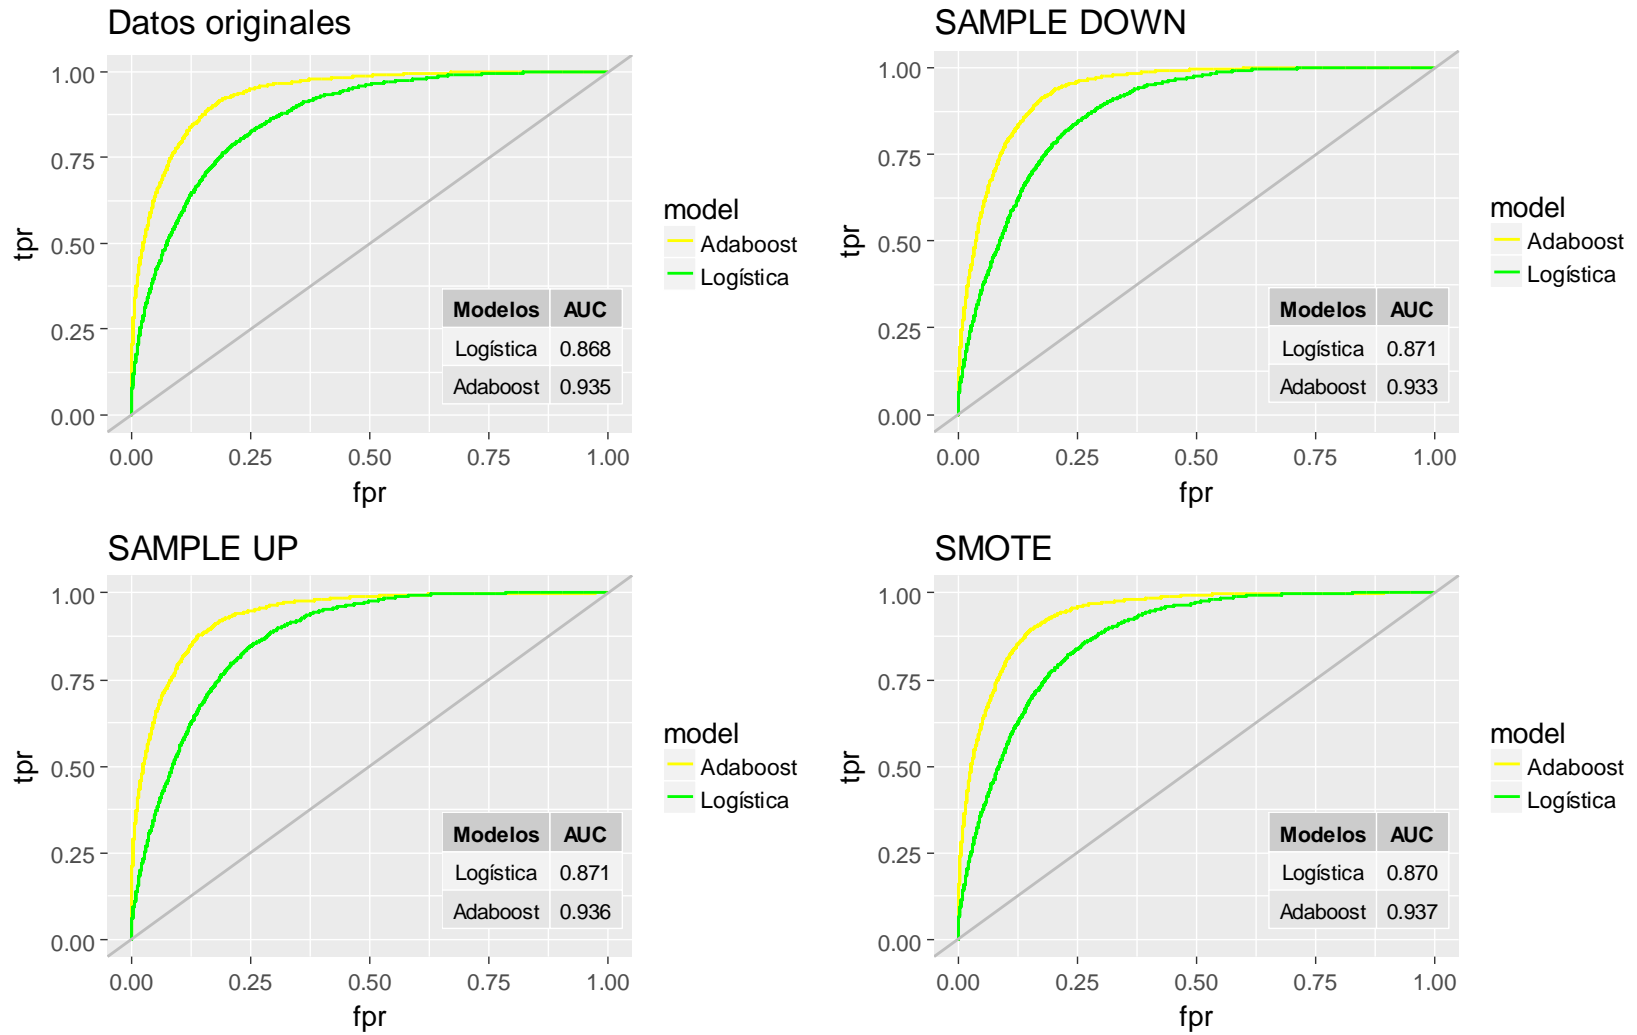 Datos originales
1.00
0.75
0.50
0.25
0.00
tpr
0.00 0.25 0.50 0.75 1.00
fpr
Modelos AUC
Logística 0.868
Adaboost 0.935
model
Adaboost
Logística
SAMPLE DOWN
1.00
0.75
0.50
0.25
0.00
tpr
0.00 0.25 0.50 0.75 1.00
fpr
Modelos AUC
Logística 0.871
Adaboost 0.933
model
Adaboost
Logística
SAMPLE UP
1.00
0.75
0.50
0.25
0.00
tpr
0.00 0.25 0.50 0.75 1.00
fpr
Modelos AUC
Logística 0.871
Adaboost 0.936
model
Adaboost
Logística
SMOTE
1.00
0.75
0.50
0.25
0.00
tpr
0.00 0.25 0.50 0.75 1.00
fpr
Modelos AUC
Logística 0.870
Adaboost 0.937
model
Adaboost
Logística